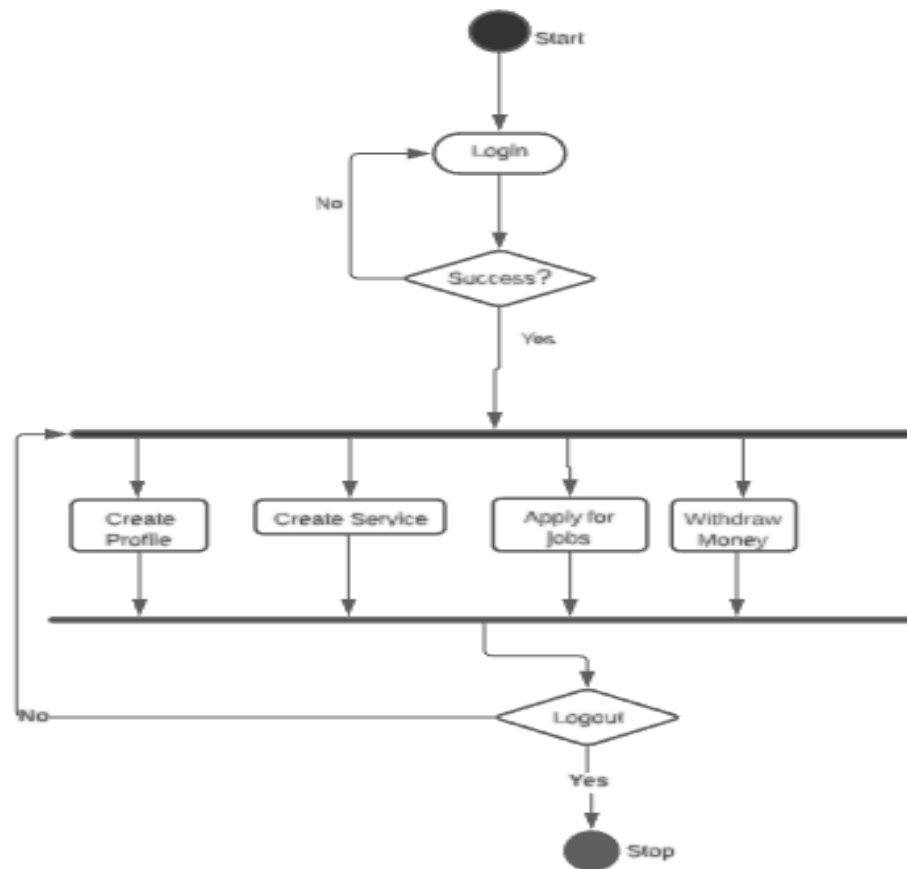 Start
Login
No
Success?
Yes
Create
Profile
Create Service
Apply for
jobs
Withdraw
Money
Logout
No
Yes
Stop